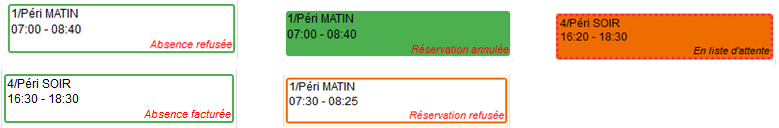 1/Péri MATIN
07:00 - 08:40
Absence refusée
1/Péri MATIN
07:00 - 08:40
Réservation annulée
4/Péri SOIR
16:20 - 18:30
En liste d'attente
4/Péri SOIR
16:30 - 18:30
Absence facturée
1/Péri MATIN
07:30 - 08:25
Réservation refusée